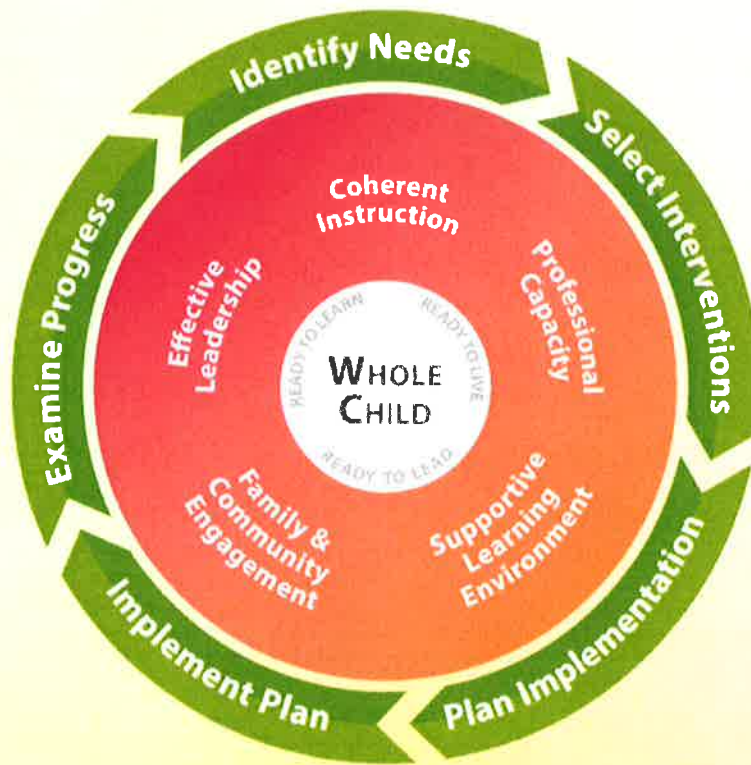 Identify Needs
Select Interventions
Plan Implementation
Implement Plan
Examine Progress
Coherent
Instruction
Professional
Capacity
Supportive
Learning
Environment
Family &
Community
Engagement
Effective
Leadership
READY TO LEARN
READY TO LIVE
READY TO LEAD
WHOLE
CHILD